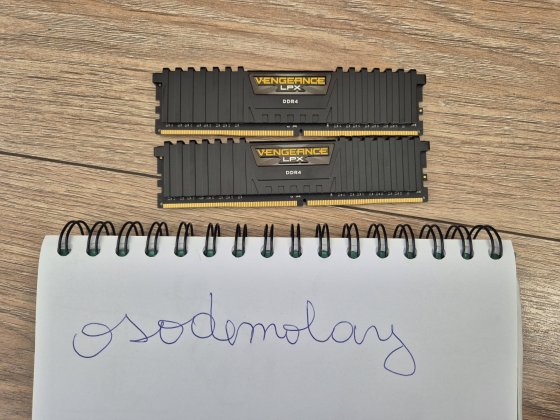 VENGEANCE
LPX
DDR4
VENGEANCE
LPX
DDR4
osodemolay